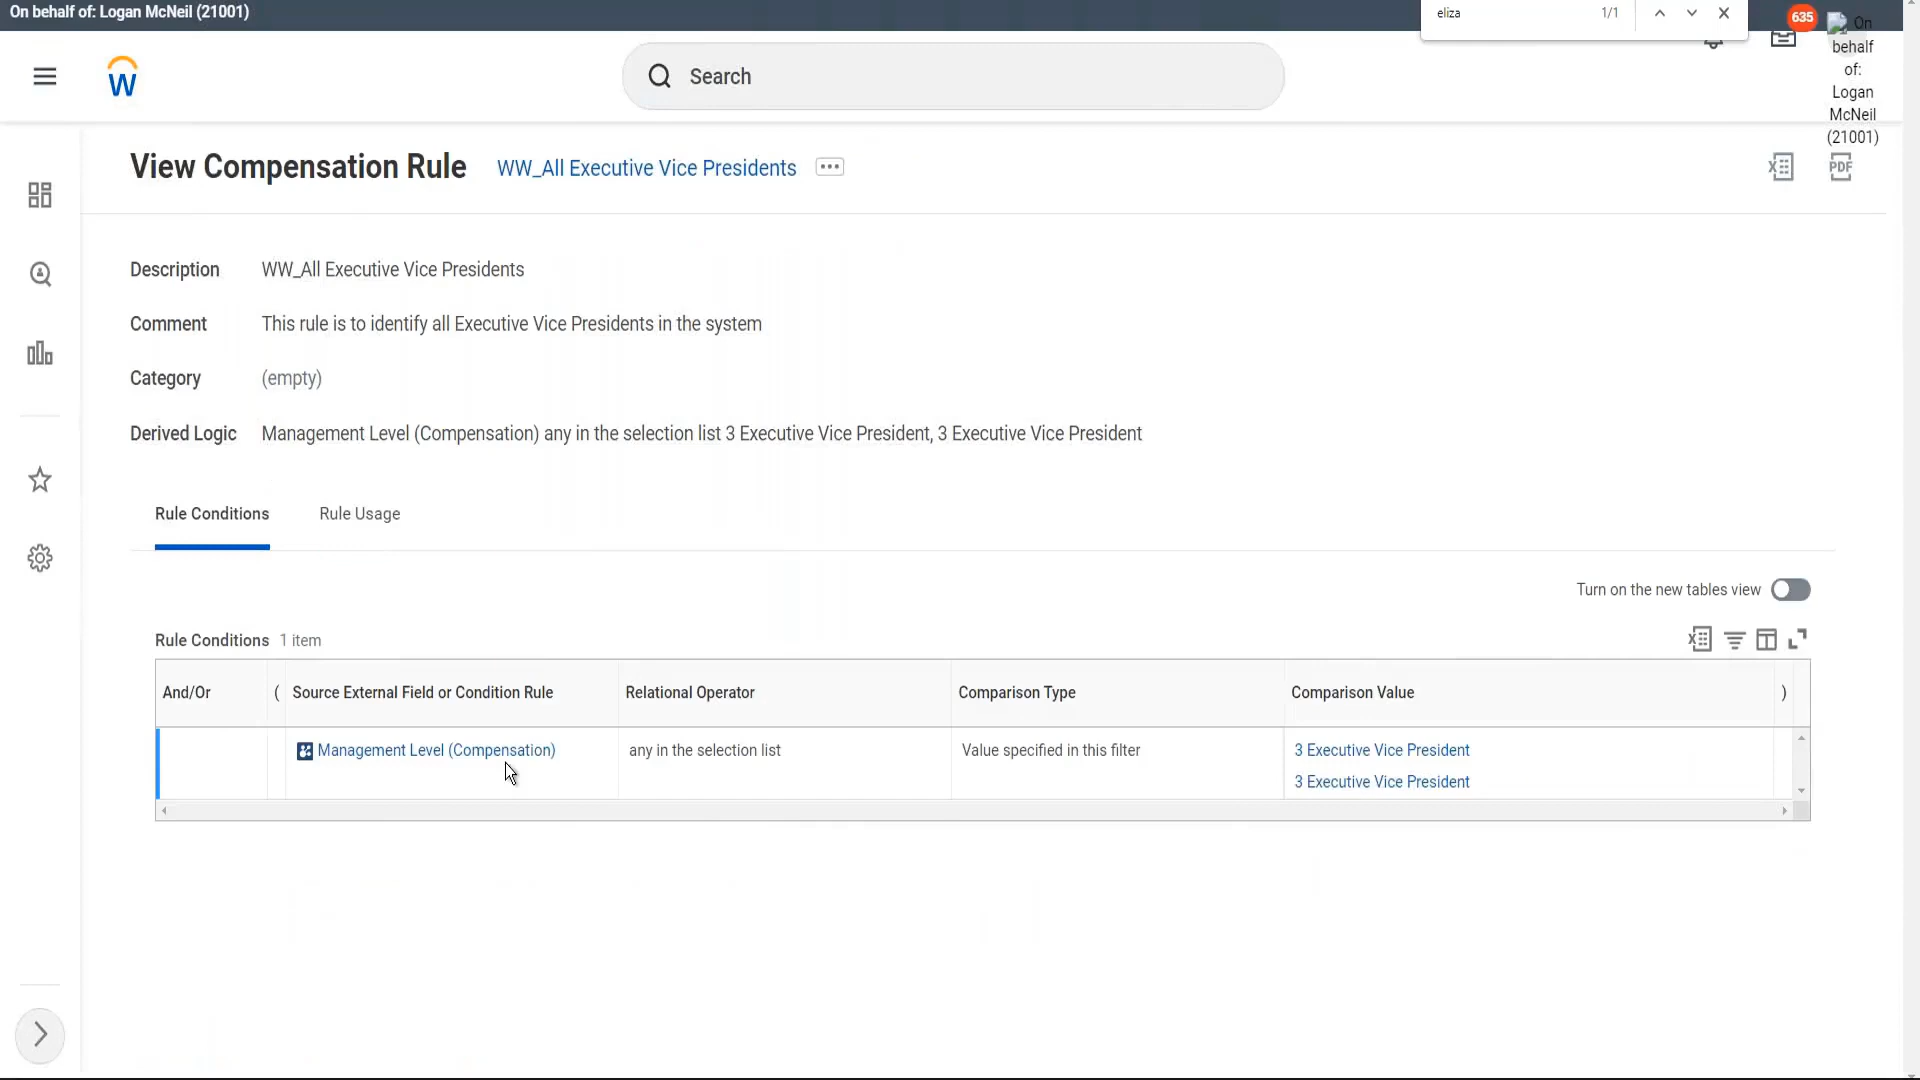 On behalf of: Logan McNeil (21001)
eliza 1/1
635
On
behalf
of:
Logan
McNeil
(21001)
W
Search
View Compensation Rule WW_All Executive Vice Presidents
X PDF
Description WW_All Executive Vice Presidents
Comment This rule is to identify all Executive Vice Presidents in the system
Category (empty)
Derived Logic Management Level (Compensation) any in the selection list 3 Executive Vice President, 3 Executive Vice President
Rule Conditions Rule Usage
Turn on the new tables view
Rule Conditions 1 item
And/Or ( Source External Field or Condition Rule Relational Operator Comparison Type Comparison Value )
Management Level (Compensation) any in the selection list Value specified in this filter 3 Executive Vice President
3 Executive Vice President